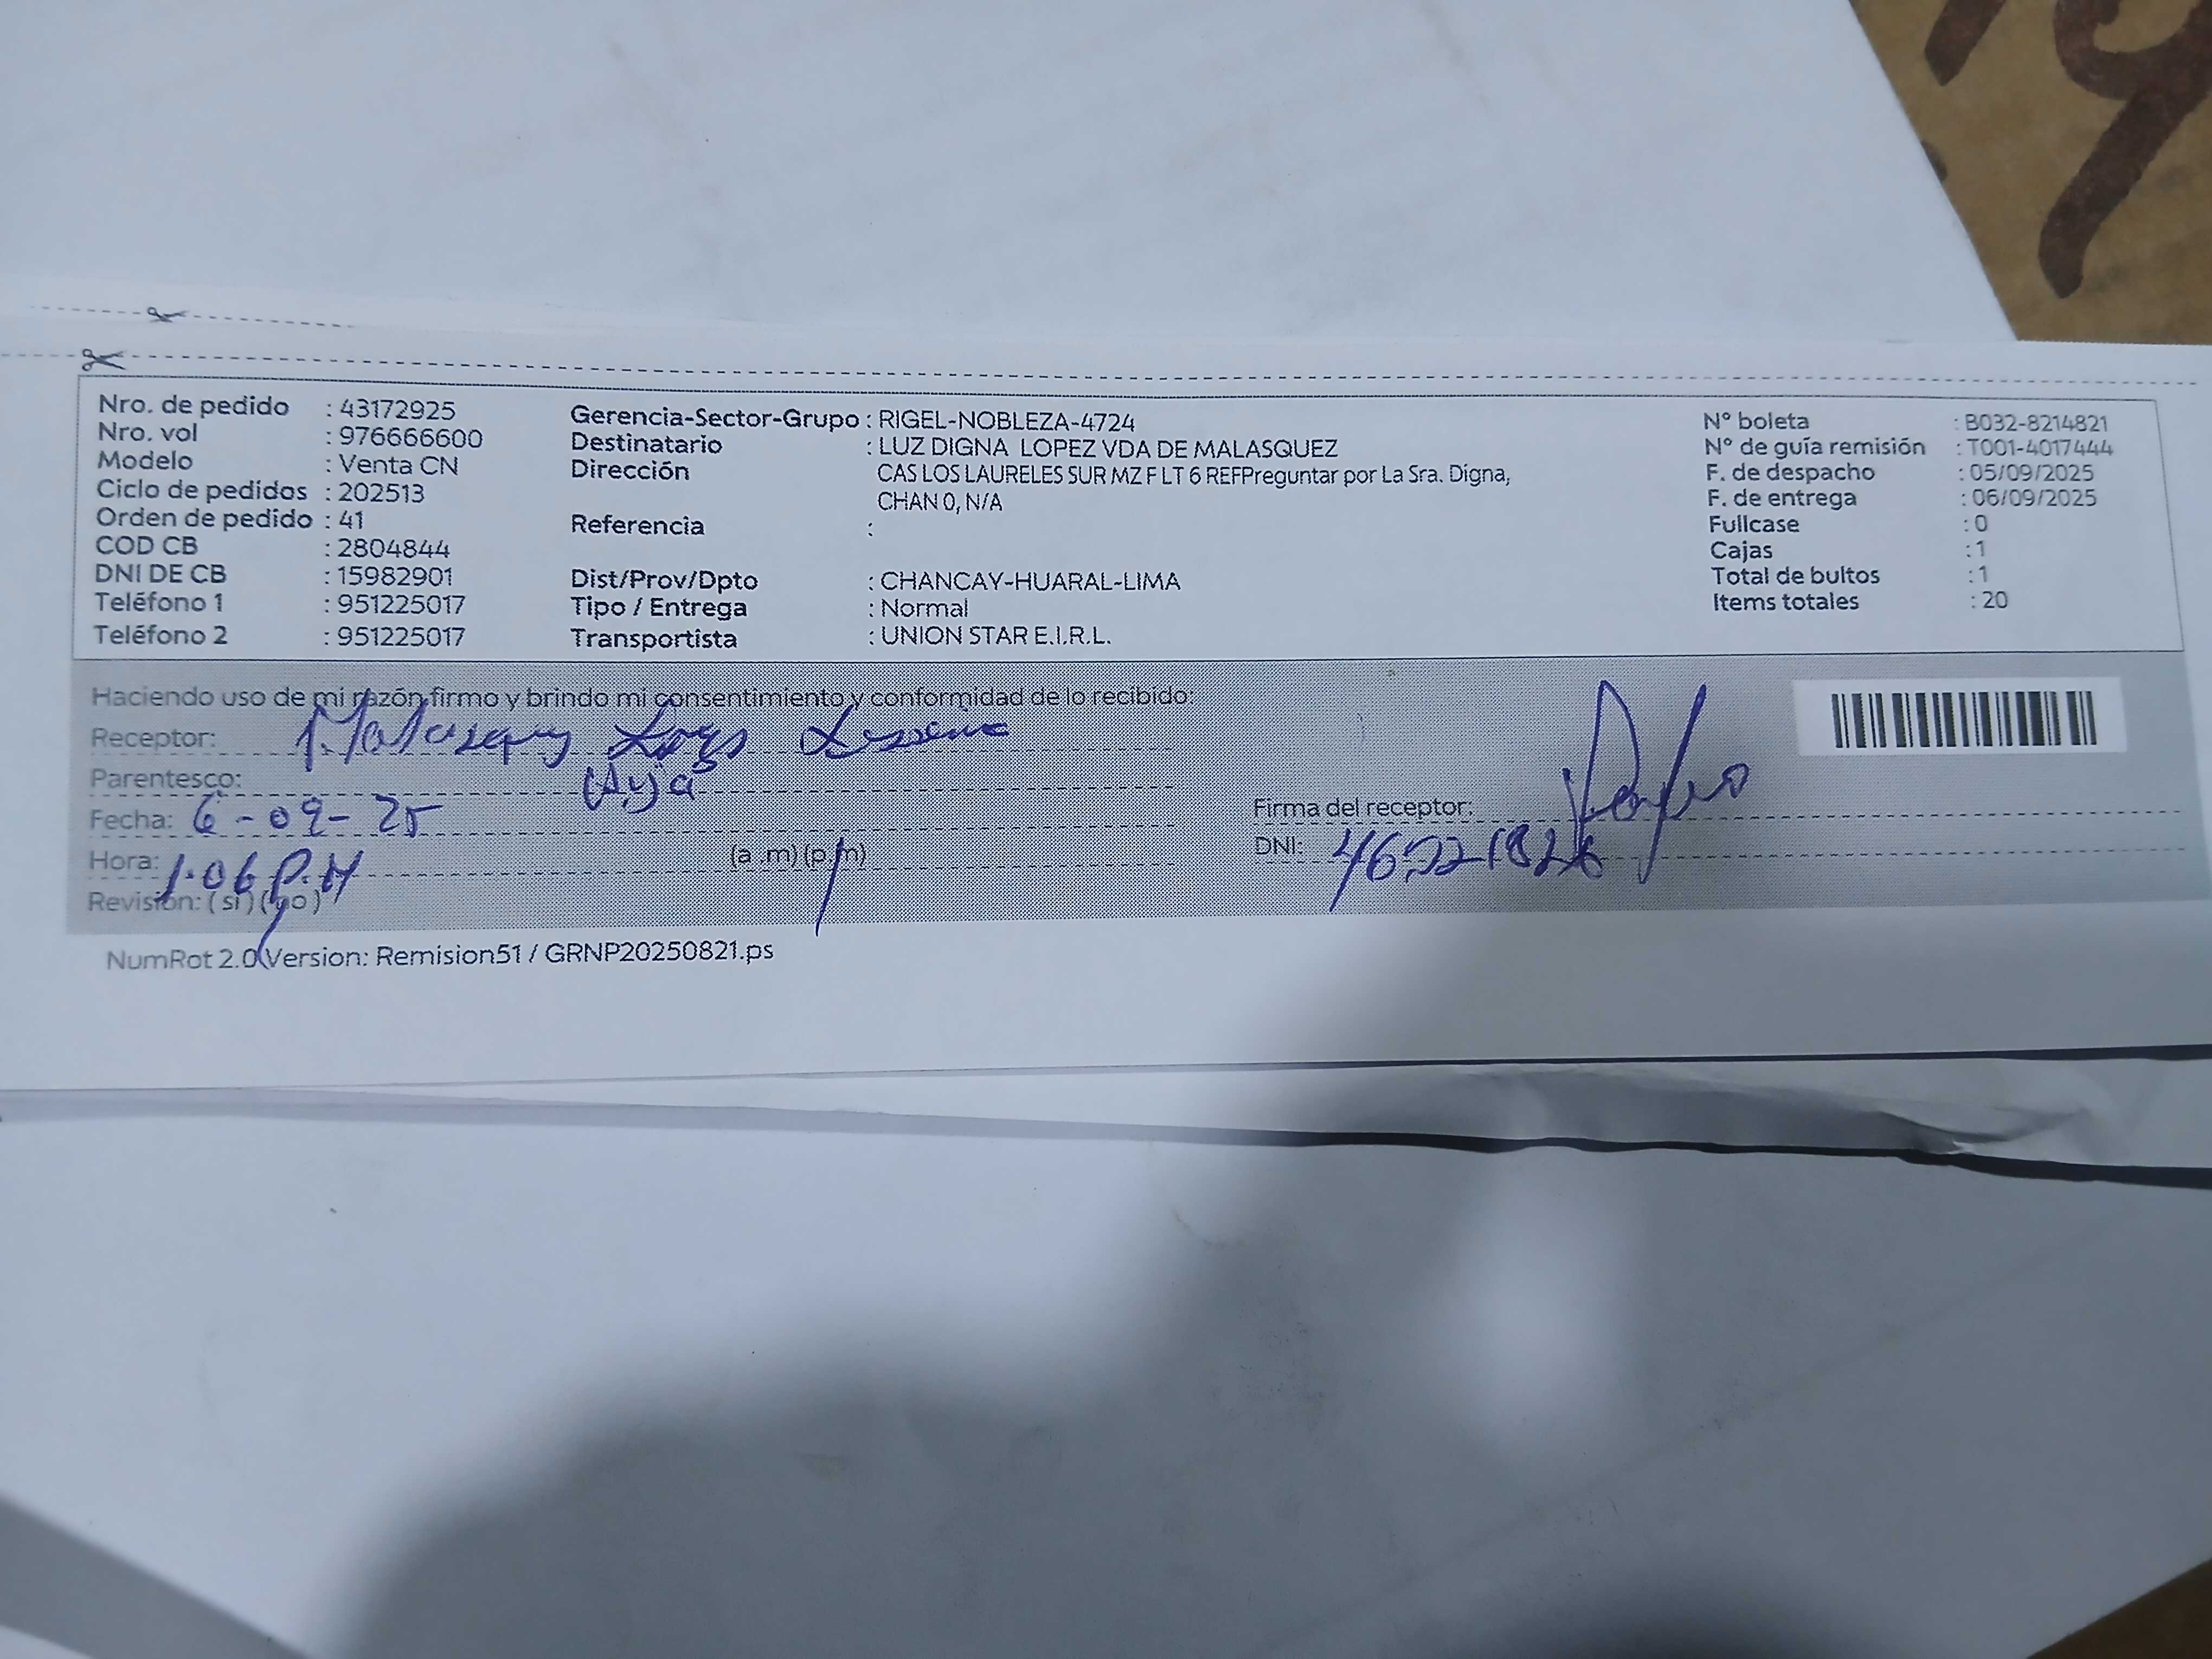 Nro. de pedido : 43172925
Nro. vol : 976666600
Modelo : Venta CN
Ciclo de pedidos : 202513
Orden de pedido : 41
COD CB : 2804844
DNI DE CB : 15982901
Teléfono 1 : 951225017
Teléfono 2 : 951225017
Gerencia-Sector-Grupo : RIGEL-NOBLEZA-4724
Destinatario : LUZ DIGNA LOPEZ VDA DE MALASQUEZ
Dirección CAS LOS LAURELES SUR MZ F LT 6 REFPreguntar por La Sra. Digna,
CHAN 0, N/A
Referencia :
Dist/Prov/Dpto : CHANCAY-HUARAL-LIMA
Tipo / Entrega : Normal
Transportista : UNION STAR E.I.R.L.
N° boleta : B032-8214821
N° de guía remisión : T001-4017444
F. de despacho : 05/09/2025
F. de entrega : 06/09/2025
Fullcase : 0
Cajas : 1
Total de bultos : 1
Items totales : 20
Haciendo uso de mi razón firmo y brindo mi consentimiento y conformidad de lo recibido:
Receptor:
Parentesco:
Fecha: 6-09-25
Hora: 1.06 P.M (a .m) (p.m)
Revisión: ( si ) ( no )
Firma del receptor:
DNI:
NumRot 2.0 Version: Remision51 / GRNP20250821.ps